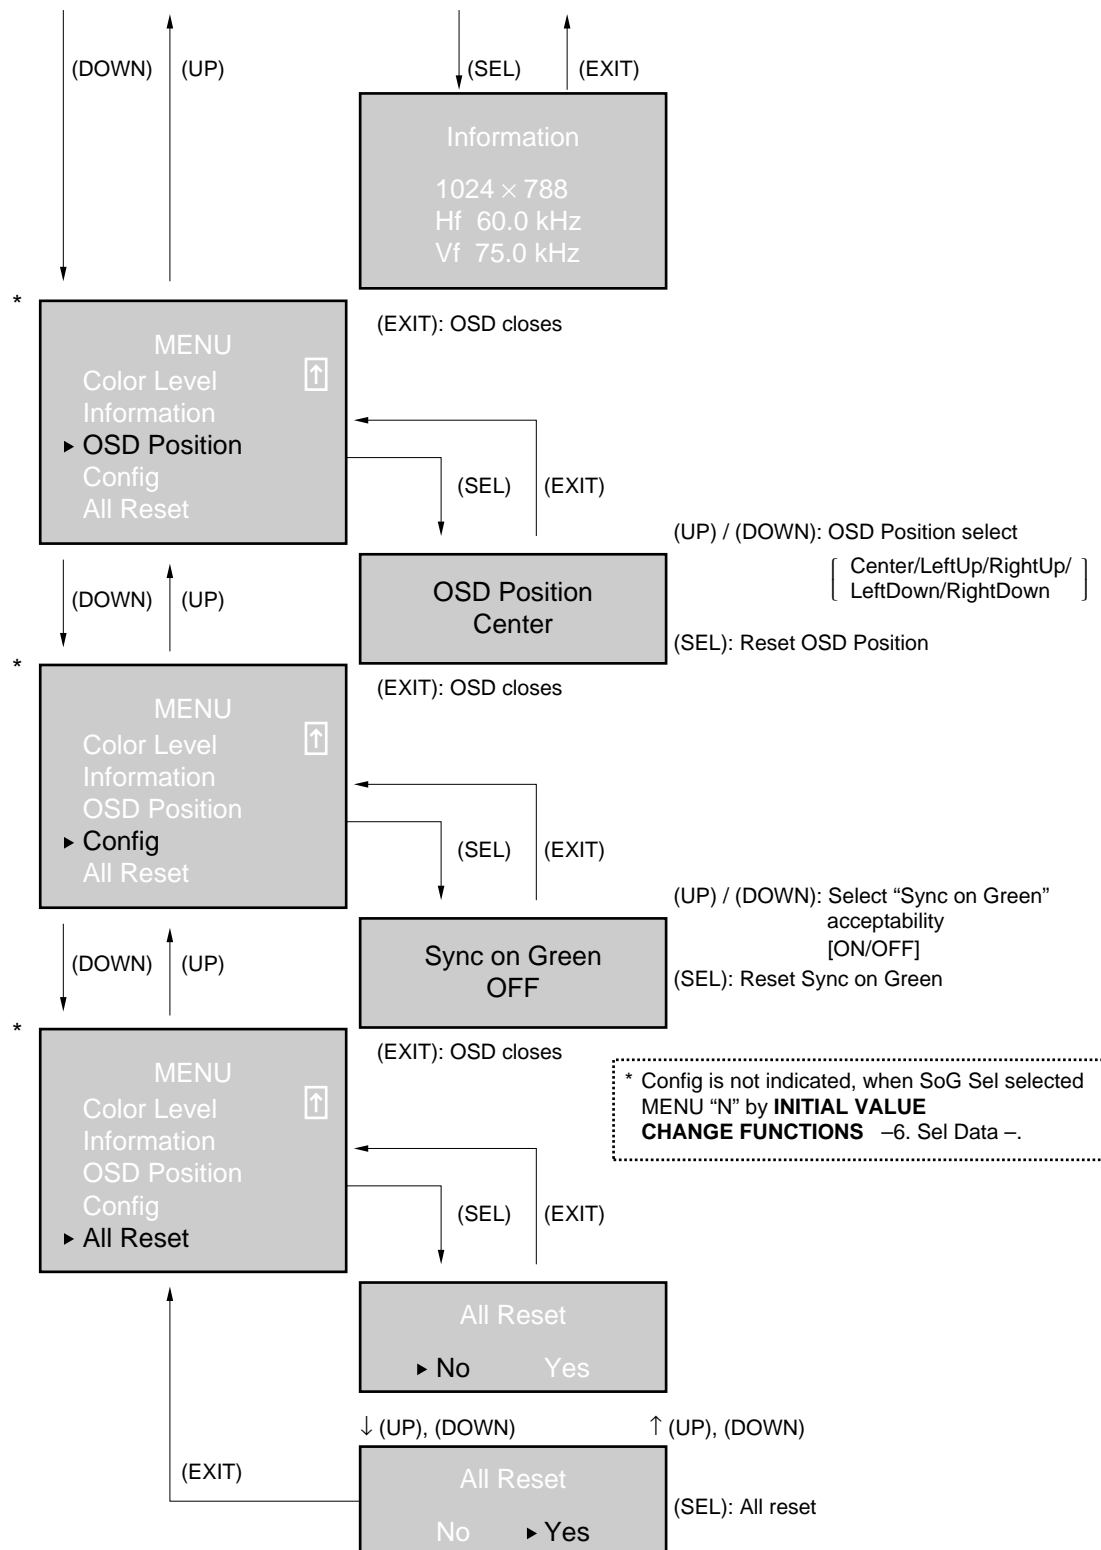 (DOWN) (UP) (SEL) (EXIT)
Information
1024 × 788
Hf 60.0 kHz
Vf 75.0 kHz
(EXIT): OSD closes
*
MENU
Color Level ↑
Information
▸ OSD Position
Config
All Reset
(SEL) (EXIT)
(UP) / (DOWN): OSD Position select
[ Center/LeftUp/RightUp/
LeftDown/RightDown ]
OSD Position
Center
(SEL): Reset OSD Position
(EXIT): OSD closes
(DOWN) (UP)
*
MENU
Color Level ↑
Information
OSD Position
▸ Config
All Reset
(SEL) (EXIT)
(UP) / (DOWN): Select “Sync on Green”
acceptability
[ON/OFF]
Sync on Green
OFF
(SEL): Reset Sync on Green
(EXIT): OSD closes
(DOWN) (UP)
*
MENU
Color Level ↑
Information
OSD Position
Config
▸ All Reset
* Config is not indicated, when SoG Sel selected
MENU “N” by INITIAL VALUE
CHANGE FUNCTIONS –6. Sel Data –.
(SEL) (EXIT)
All Reset
▸ No Yes
↓ (UP), (DOWN) ↑ (UP), (DOWN)
(EXIT)
All Reset
No ▸ Yes
(SEL): All reset